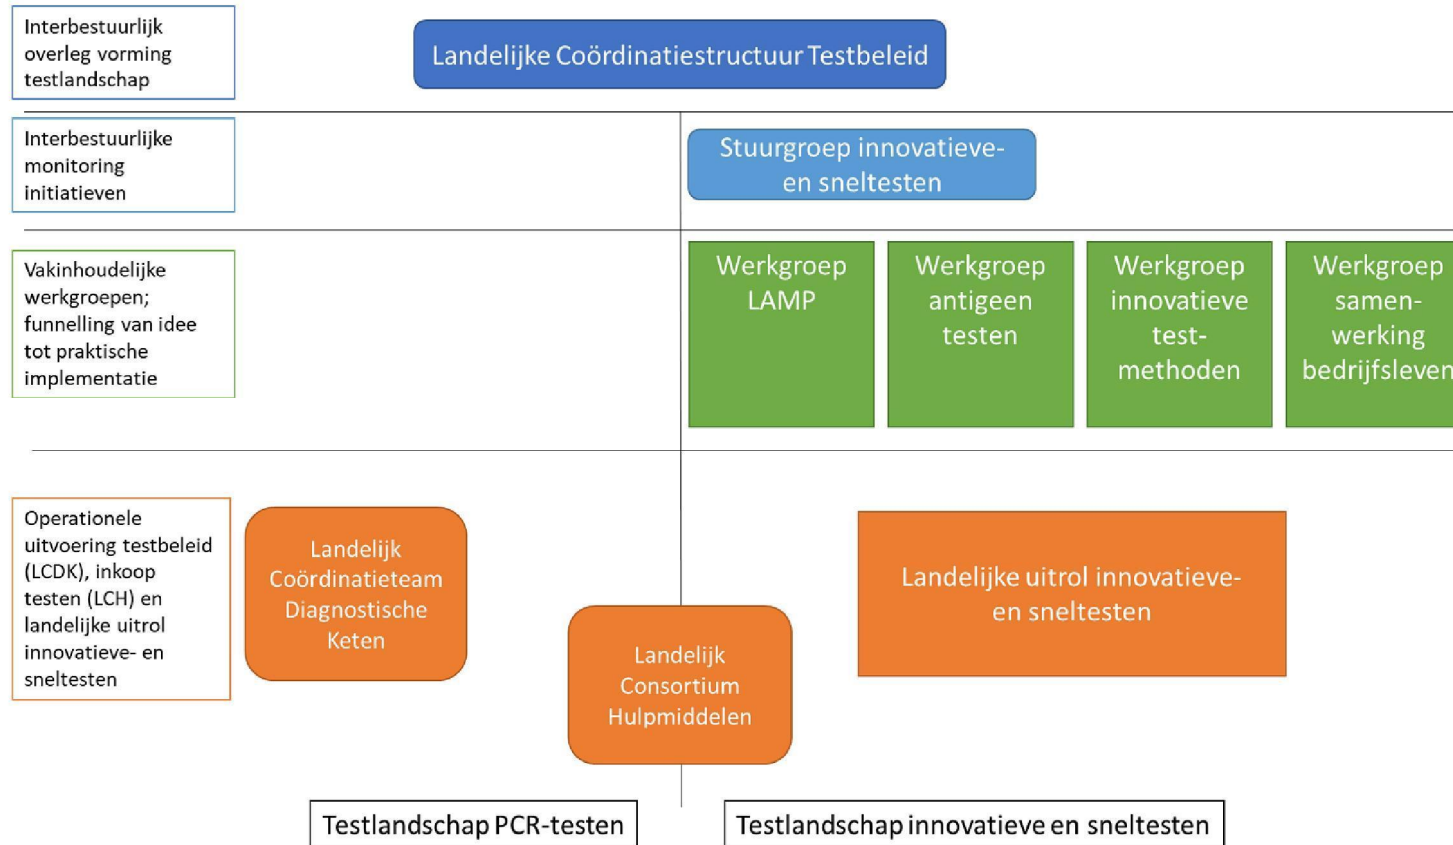 Interbestuurlijk
overleg vorming
testlandschap
Landelijke Coördinatiestructuur Testbeleid
Interbestuurlijke
monitoring
initiatieven
Stuurgroep innovatieve-
en sneltesten
Vakinhoudelijke
werkgroepen;
funnelling van idee
tot praktische
implementatie
Werkgroep
LAMP
Werkgroep
antigeen
testen
Werkgroep
innovatieve
test-
methoden
Werkgroep
samen-
werking
bedrijfsleven
Operationele
uitvoering testbeleid
(LCDK), inkoop
testen (LCH) en
landelijke uitrol
innovatieve- en
sneltesten
Landelijk
Coördinatieteam
Diagnostische
Keten
Landelijk
Consortium
Hulpmiddelen
Landelijke uitrol innovatieve-
en sneltesten
Testlandschap PCR-testen
Testlandschap innovatieve en sneltesten